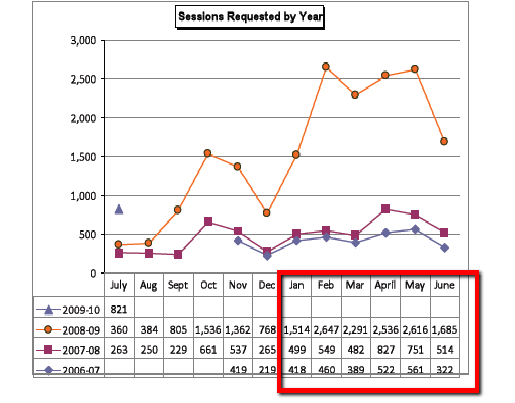 Sessions Requested by Year
3,000
2,500
2,000
1,500
1,000
500
0
July Aug Sept Oct Nov Dec Jan Feb Mar April May June
2009-10 821
2008-09 360 384 805 1,536 1,362 768 1,514 2,647 2,291 2,536 2,616 1,685
2007-08 263 250 229 661 537 265 499 549 482 827 751 514
2006-07 419 219 418 460 389 522 561 322